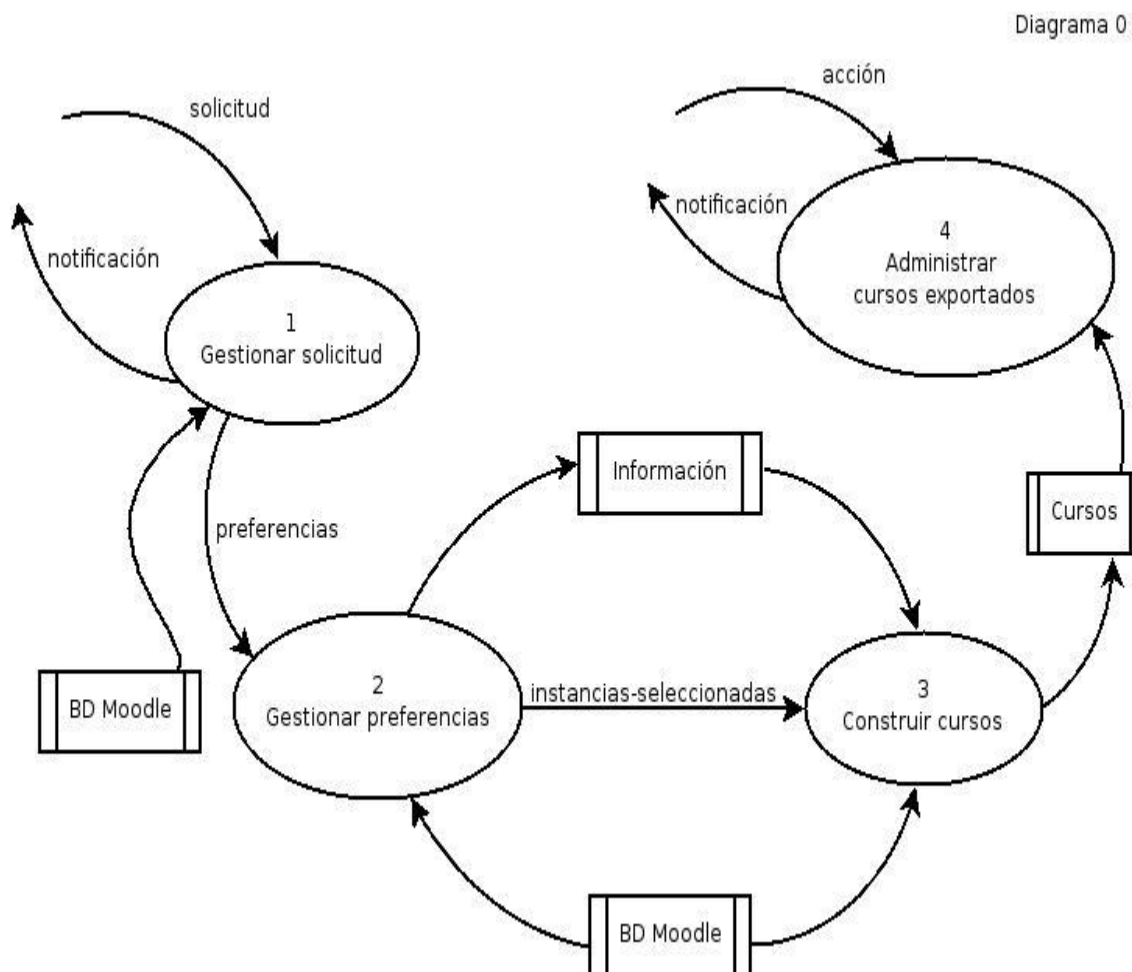 Diagrama 0
acción
solicitud
notificación
4
Administrar
cursos exportados
notificación
1
Gestionar solicitud
Información
Cursos
preferencias
2
Gestionar preferencias
instancias-seleccionadas
3
Construir cursos
BD Moodle
BD Moodle